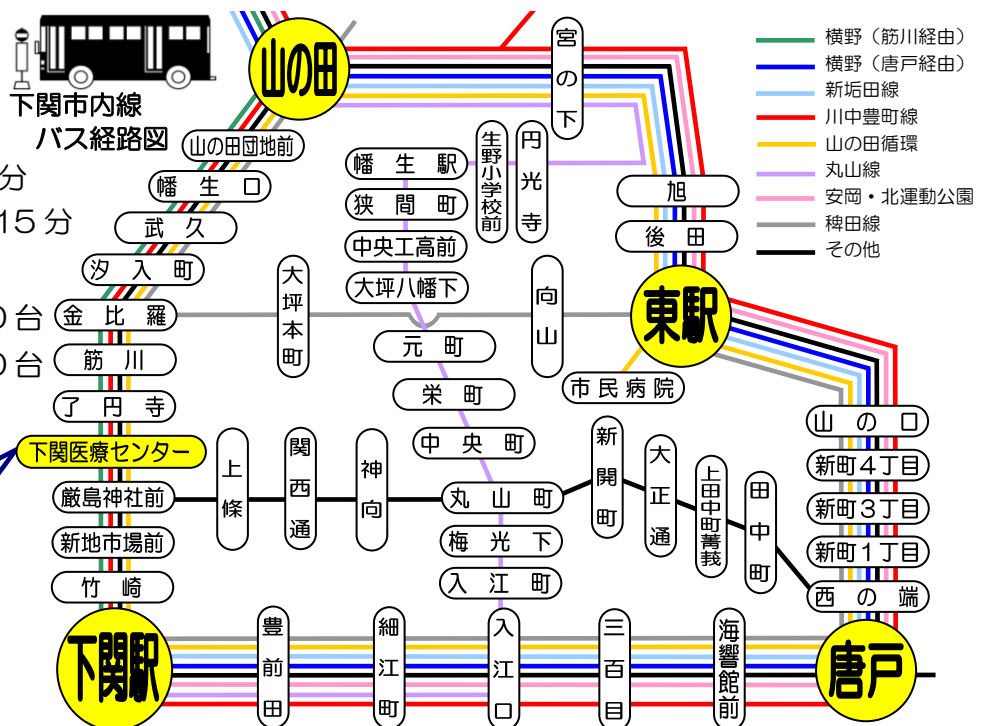 下関市内線
バス経路図
分
15分
0台
0台
横野（筋川経由）
横野（唐戸経由）
新垢田線
川中豊町線
山の田循環
丸山線
安岡・北運動公園
稗田線
その他
山の田
宮の下
山の田団地前
幡生口
武久
汐入町
金比羅
筋川
了円寺
下関医療センター
厳島神社前
新地市場前
竹崎
下関駅
幡生駅
生野小学校前
円光寺
狭間町
中央工高前
大坪八幡下
大坪本町
元町
向山
栄町
中央町
丸山町
梅光下
入江町
旭
後田
東駅
市民病院
上條
関西通
神向
新開町
大正通
上田中町菁莪
田中町
山の口
新町4丁目
新町3丁目
新町1丁目
西の端
唐戸
豊前田
細江町
入江口
三百目
海響館前